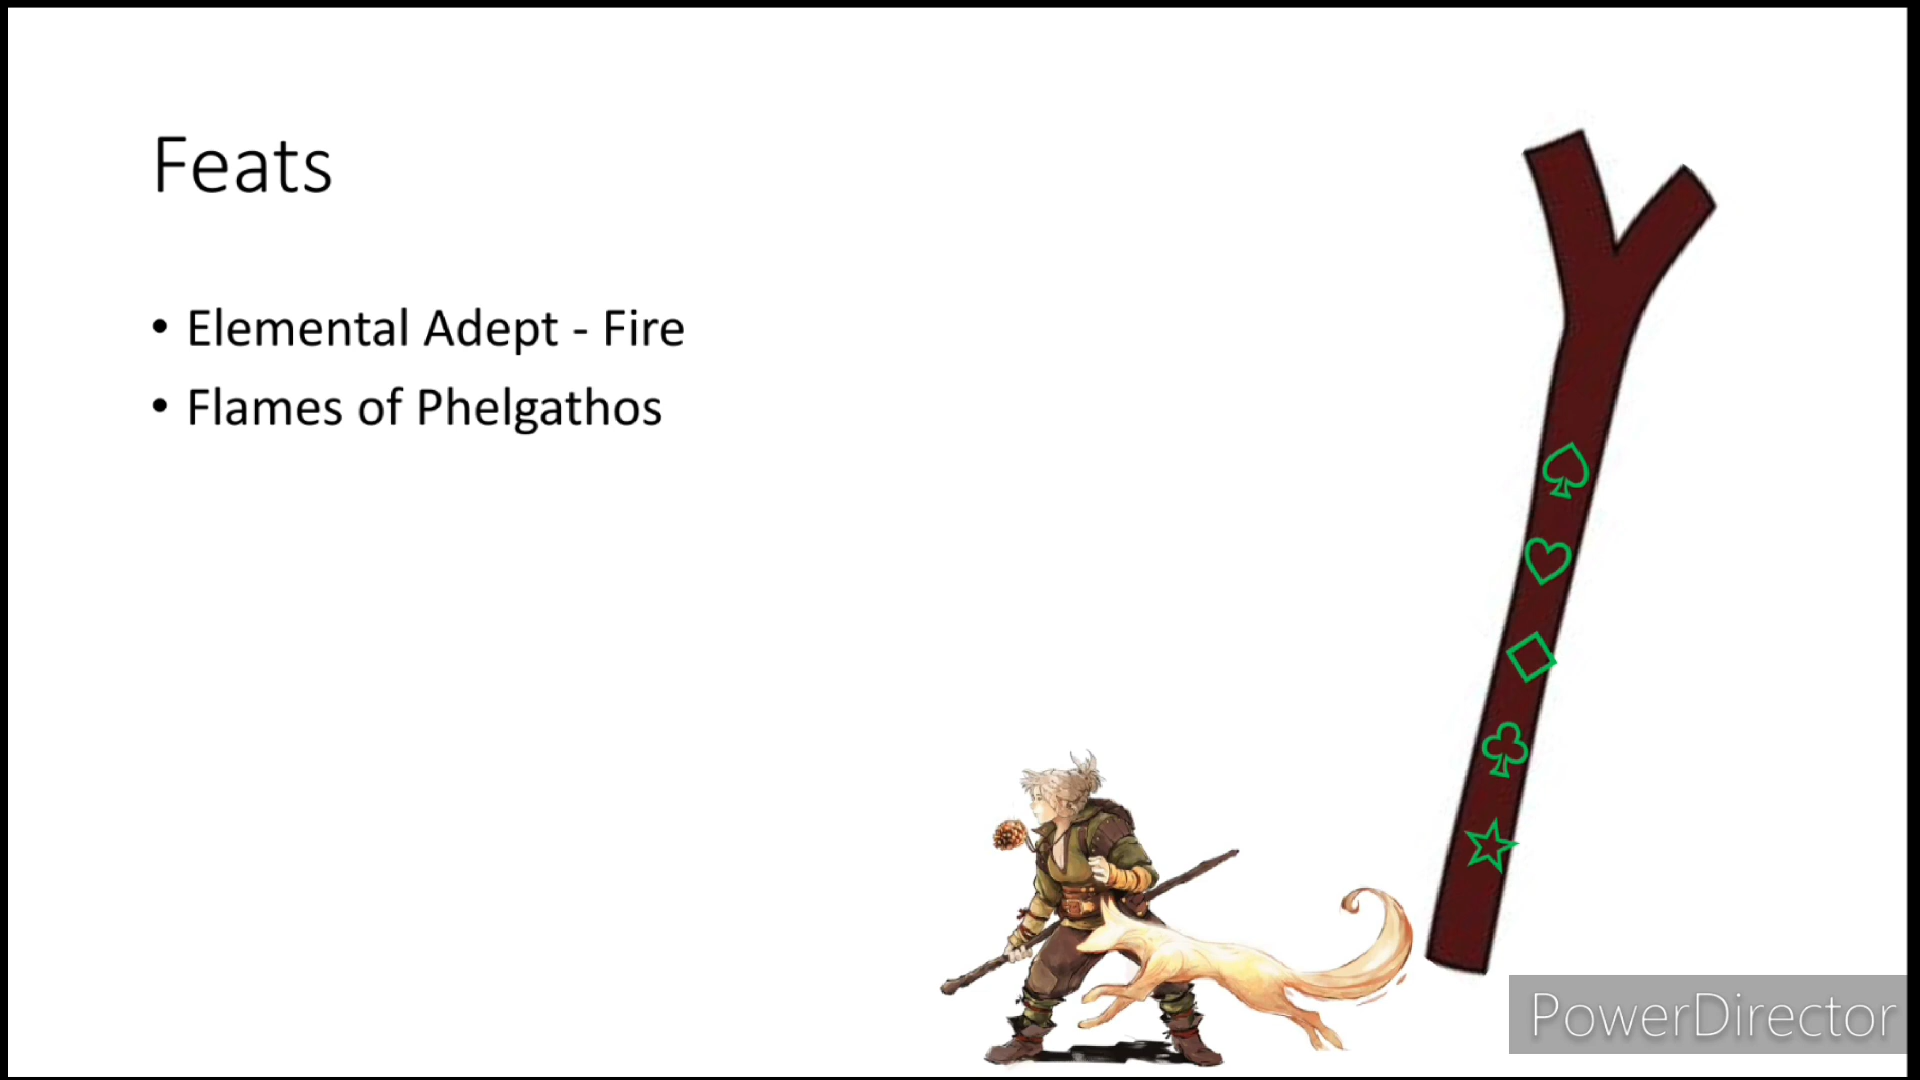 Feats
• Elemental Adept - Fire
• Flames of Phelgathos
PowerDirector